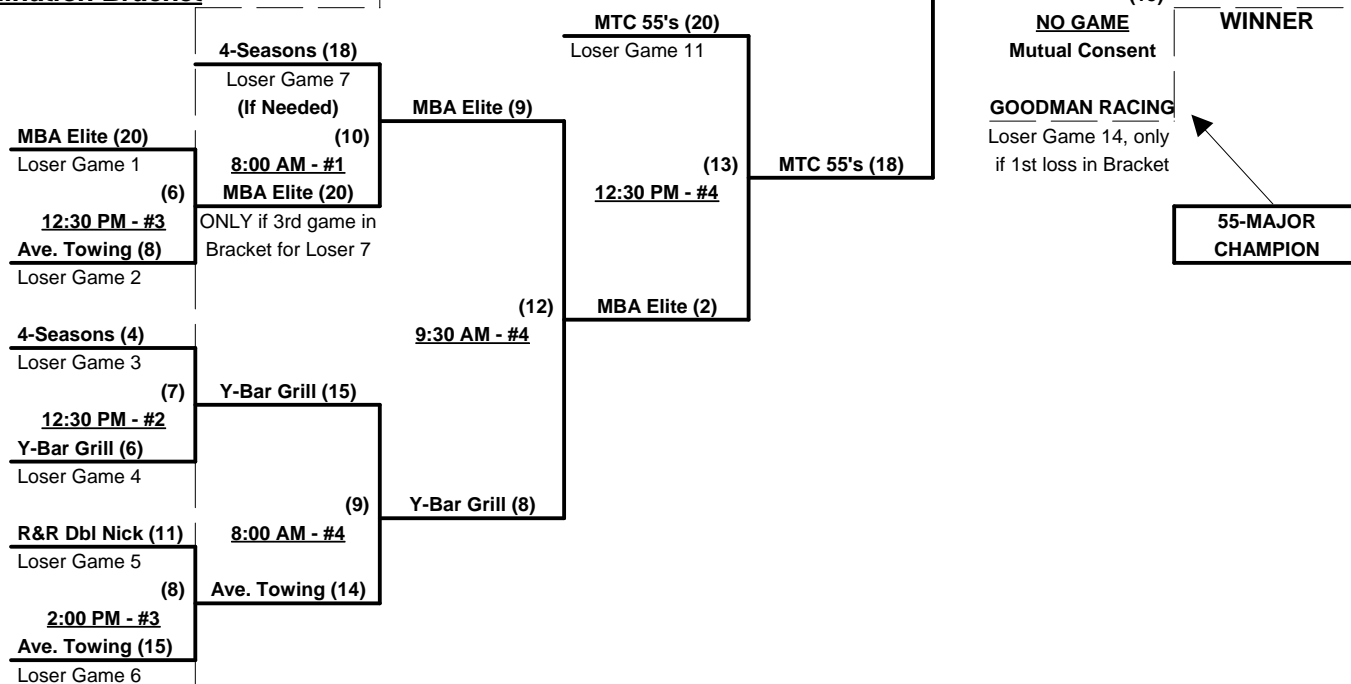 MTC 55's (20)
NO GAME
WINNER
4-Seasons (18)
Loser Game 11
Mutual Consent
Loser Game 7
(If Needed)
MBA Elite (9)
GOODMAN RACING
MBA Elite (20)
(10)
Loser Game 14, only
Loser Game 1
8:00 AM - #1
(13)
MTC 55's (18)
if 1st loss in Bracket
(6)
MBA Elite (20)
12:30 PM - #4
12:30 PM - #3
ONLY if 3rd game in
55-MAJOR
Ave. Towing (8)
Bracket for Loser 7
CHAMPION
Loser Game 2
(12)
MBA Elite (2)
4-Seasons (4)
9:30 AM - #4
Loser Game 3
(7)
Y-Bar Grill (15)
12:30 PM - #2
Y-Bar Grill (6)
Loser Game 4
(9)
Y-Bar Grill (8)
R&R Dbl Nick (11)
8:00 AM - #4
Loser Game 5
(8)
Ave. Towing (14)
2:00 PM - #3
Ave. Towing (15)
Loser Game 6